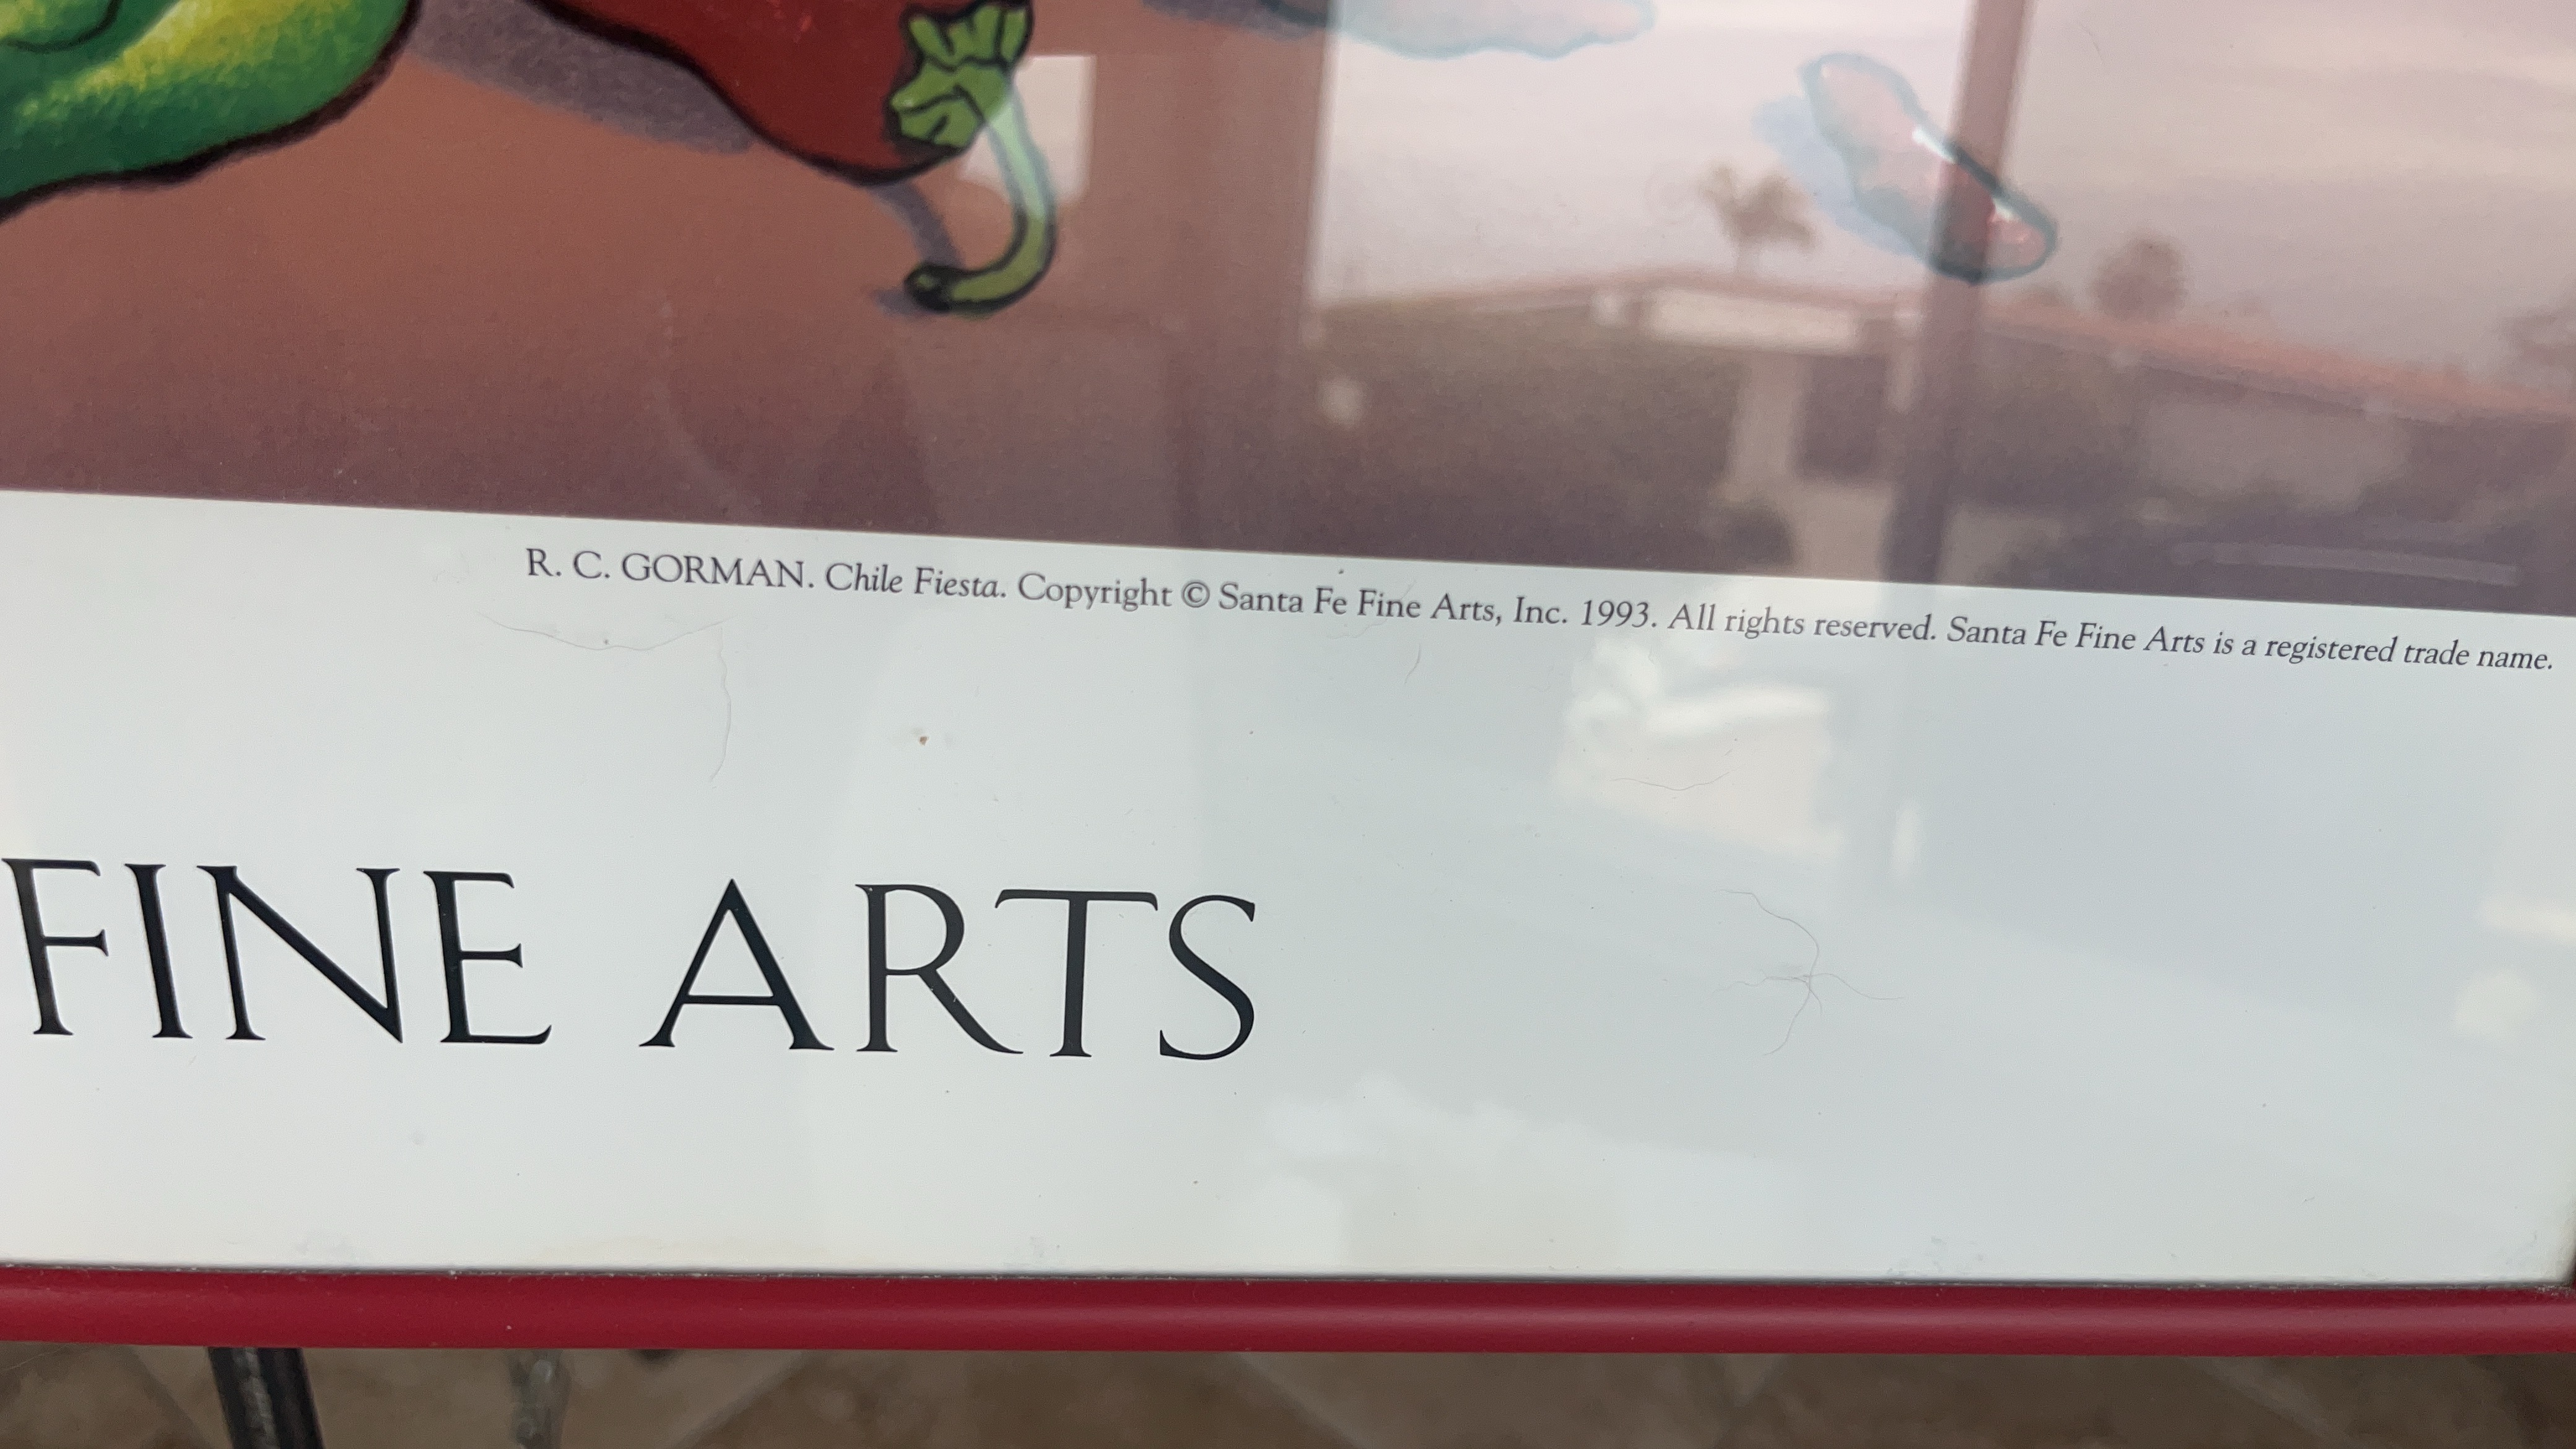 R. C. GORMAN. Chile Fiesta. Copyright © Santa Fe Fine Arts, Inc. 1993. All rights reserved. Santa Fe Fine Arts is a registered trade name.
FINE ARTS